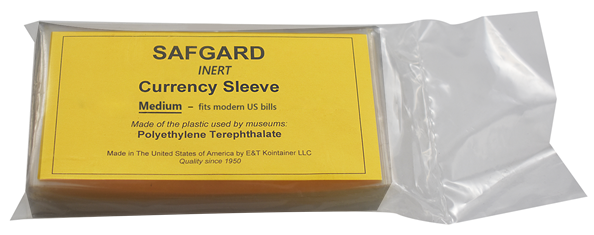 SAFGARD
INERT
Currency Sleeve
Medium – fits modern US bills
Made of the plastic used by museums:
Polyethylene Terephthalate
Made in The United States of America by E&T Kointainer LLC
Quality since 1950